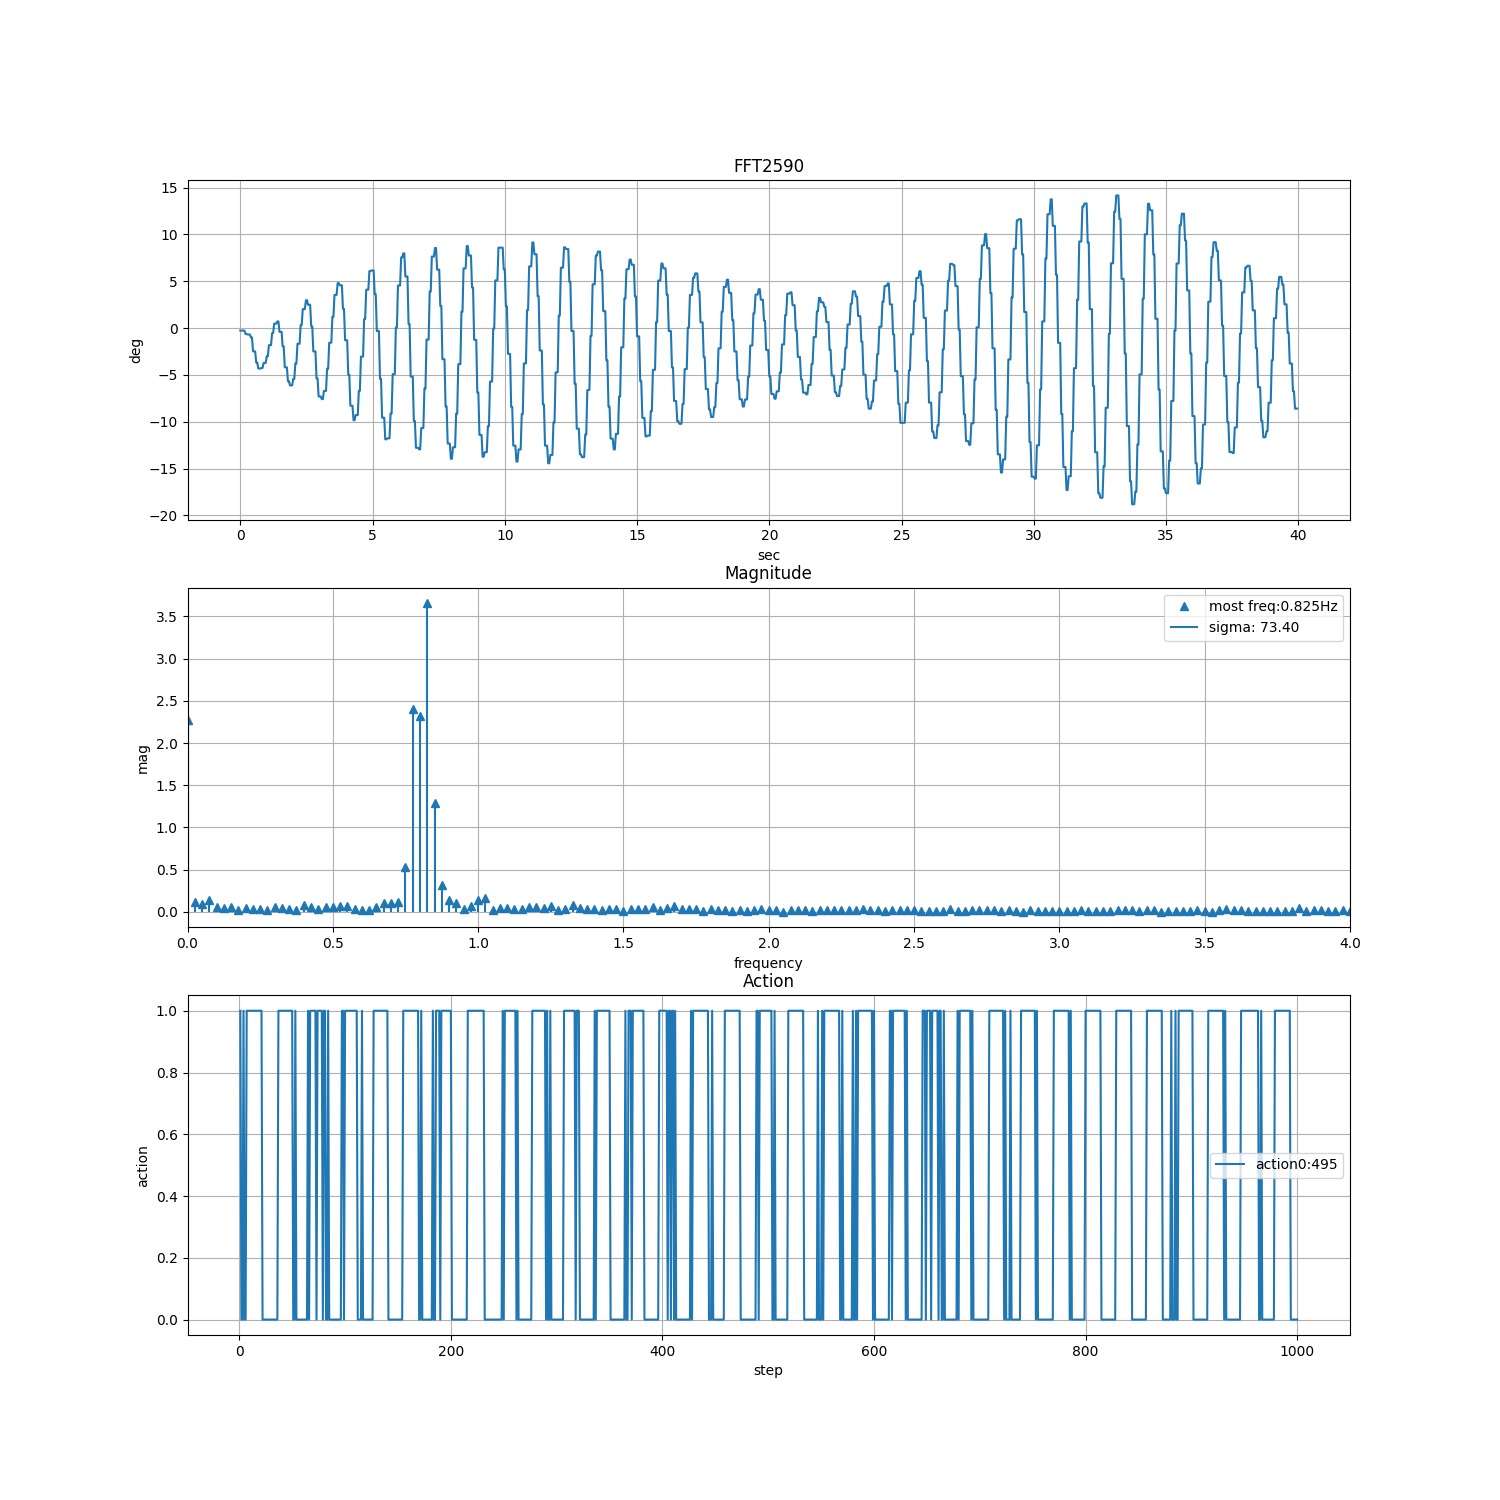 FFT2590
15
10
5
0
−5
−10
−15
−20
deg
0 5 10 15 20 25 30 35 40
sec
Magnitude
3.5
3.0
2.5
2.0
1.5
1.0
0.5
0.0
mag
most freq:0.825Hz
sigma: 73.40
0.0 0.5 1.0 1.5 2.0 2.5 3.0 3.5 4.0
frequency
Action
1.0
0.8
0.6
0.4
0.2
0.0
action
action0:495
0 200 400 600 800 1000
step